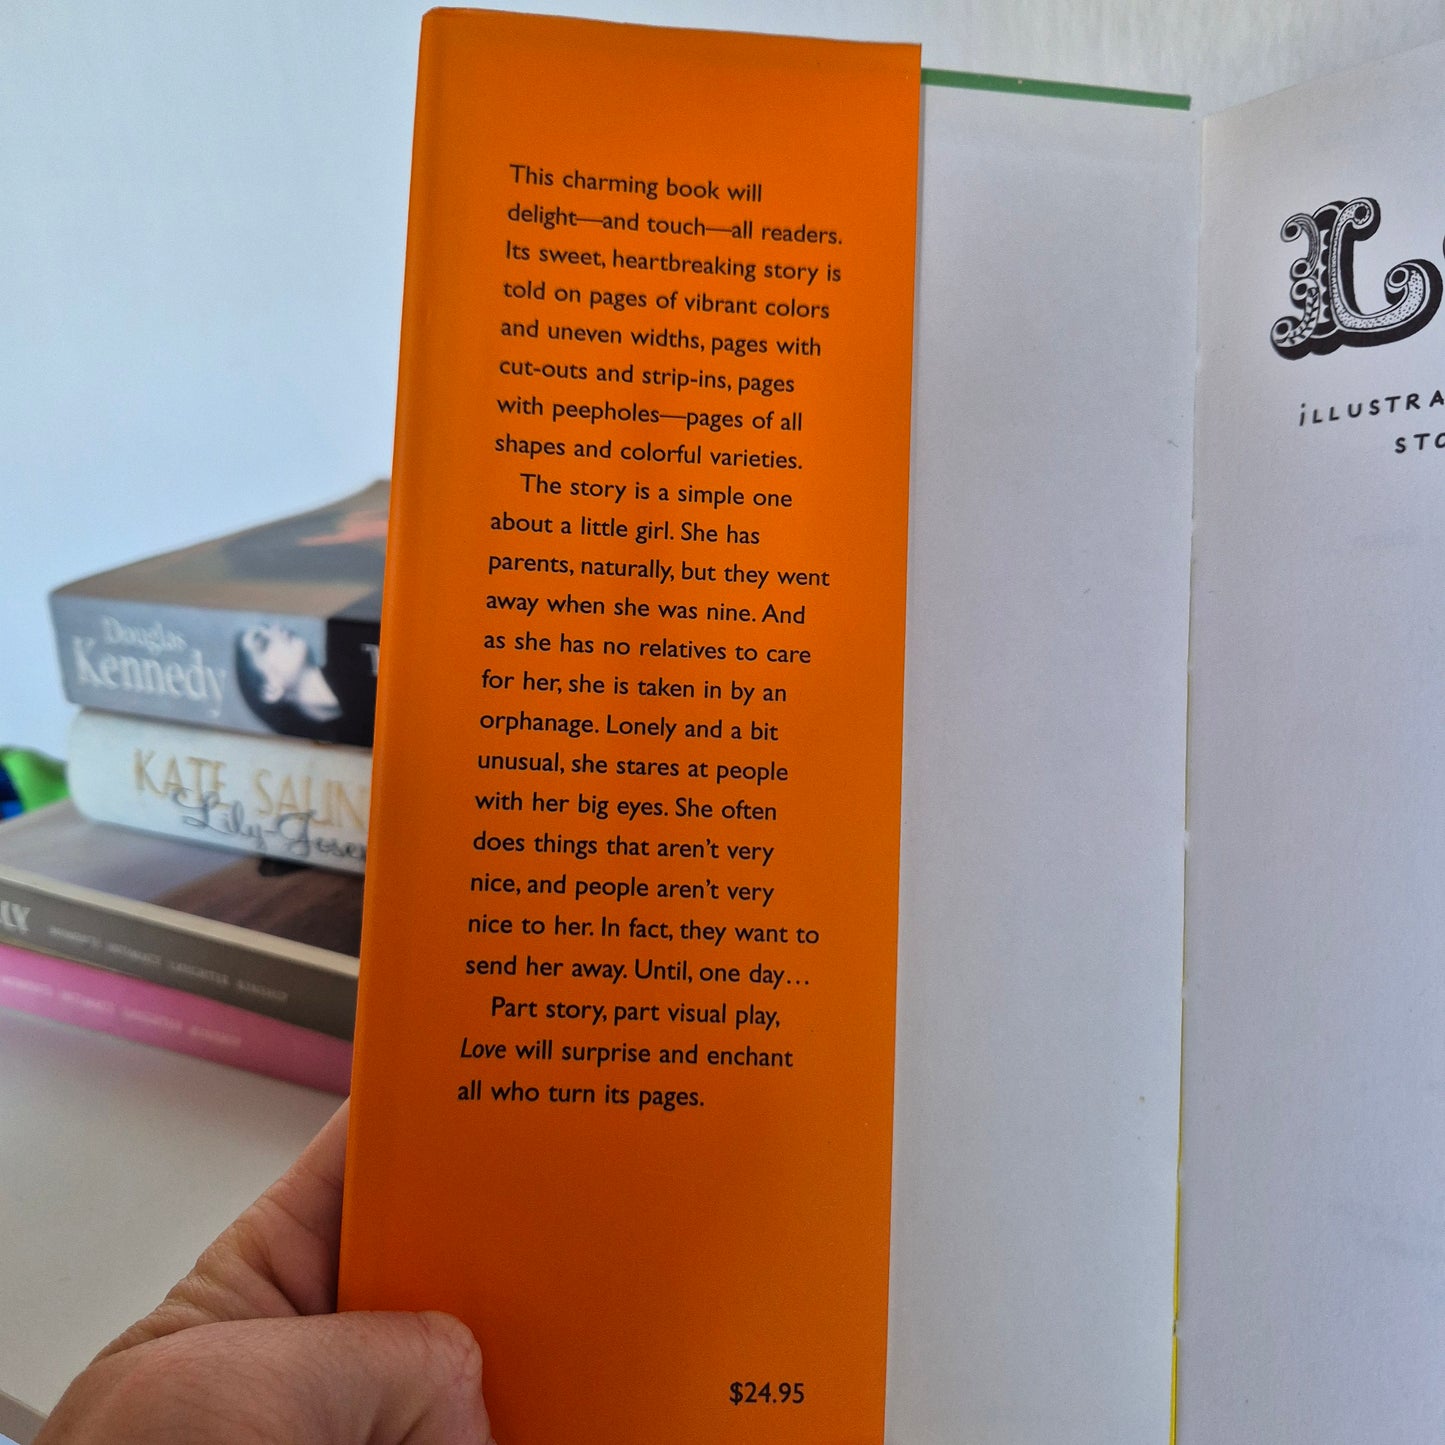 This charming book will
delight—and touch—all readers.
Its sweet, heartbreaking story is
told on pages of vibrant colors
and uneven widths, pages with
cut-outs and strip-ins, pages
with peepholes—pages of all
shapes and colorful varieties.
The story is a simple one
about a little girl. She has
parents, naturally, but they went
away when she was nine. And
as she has no relatives to care
for her, she is taken in by an
orphanage. Lonely and a bit
unusual, she stares at people
with her big eyes. She often
does things that aren't very
nice, and people aren't very
nice to her. In fact, they want to
send her away. Until, one day...
Part story, part visual play,
Love will surprise and enchant
all who turn its pages.
$24.95
L
ILLUSTRA
STO
Douglas
Kennedy
T
KATE SAUN
Lily-Josep
LY